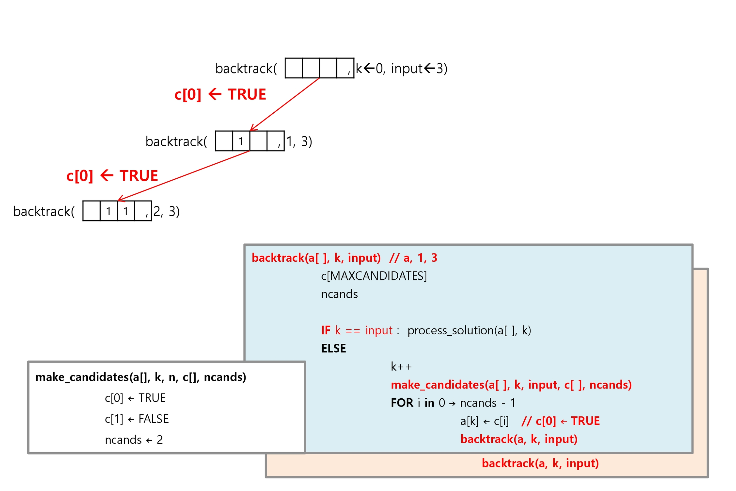 backtrack( , k←0, input←3)
c[0] ← TRUE
backtrack( 1 , 1, 3)
c[0] ← TRUE
backtrack( 1 1 , 2, 3)
backtrack(a[ ], k, input) // a, 1, 3
c[MAXCANDIDATES]
ncands
IF k == input : process_solution(a[ ], k)
ELSE
k++
make_candidates(a[ ], k, input, c[ ], ncands)
FOR i in 0 → ncands - 1
a[k] ← c[i] // c[0] ← TRUE
backtrack(a, k, input)
backtrack(a, k, input)
make_candidates(a[], k, n, c[], ncands)
c[0] ← TRUE
c[1] ← FALSE
ncands ← 2